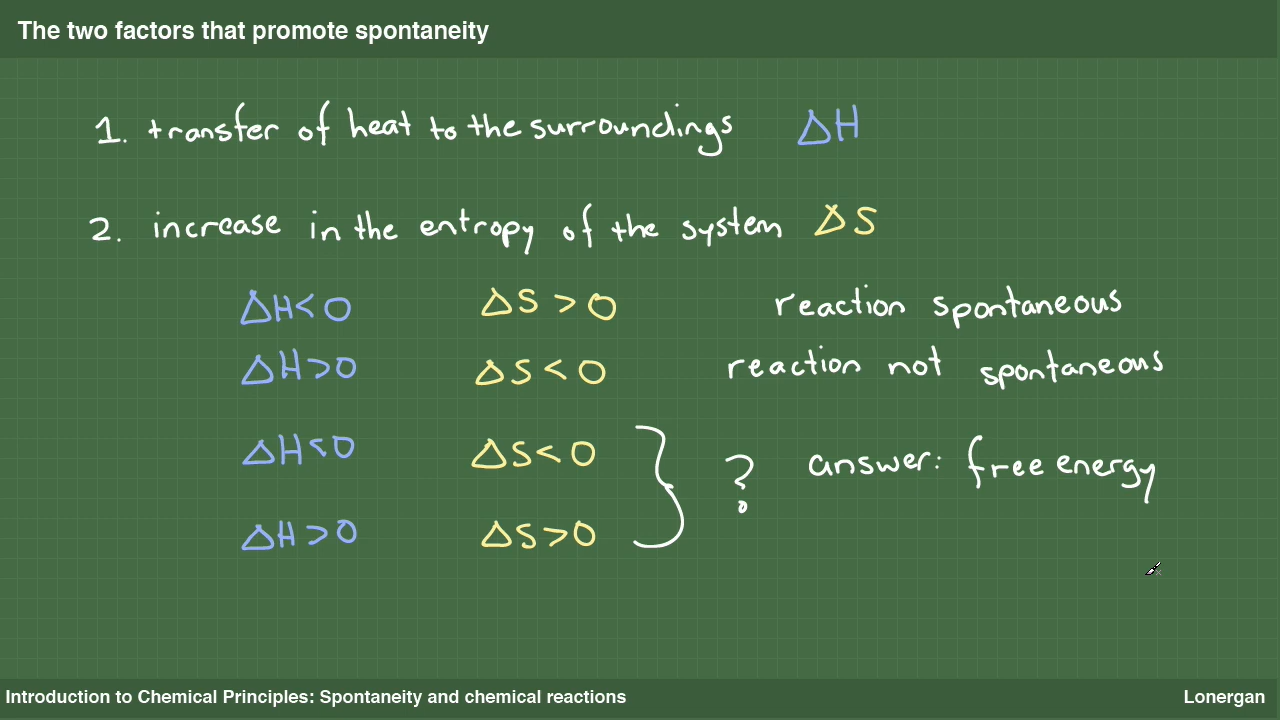 The two factors that promote spontaneity
1. transfer of heat to the surroundings ΔH
2. increase in the entropy of the system ΔS
ΔH < 0 ΔS > 0 reaction spontaneous
ΔH > 0 ΔS < 0 reaction not spontaneous
ΔH < 0 ΔS < 0
? answer: free energy
ΔH > 0 ΔS > 0
Introduction to Chemical Principles: Spontaneity and chemical reactions Lonergan